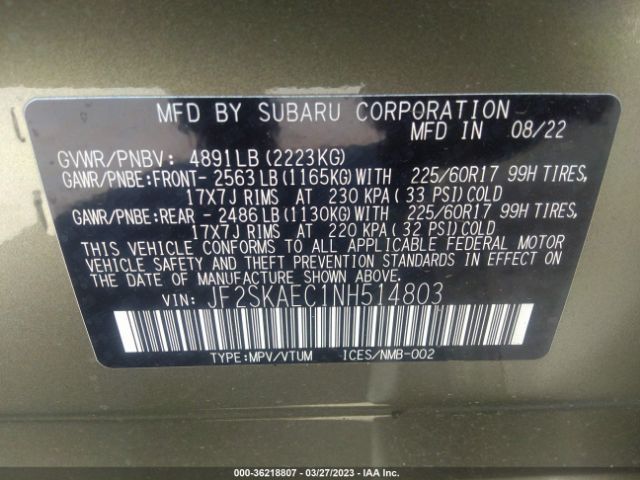 MFD BY SUBARU CORPORATION
MFD IN 08/22
GVWR/PNBV: 4891LB(2223KG)
GAWR/PNBE:FRONT- 2563LB(1165KG)WITH 225/60R17 99H TIRES,
17X7J RIMS AT 230 KPA( 33 PSI)COLD
GAWR/PNBE:REAR - 2486LB(1130KG)WITH 225/60R17 99H TIRES,
17X7J RIMS AT 220 KPA( 32 PSI)COLD
THIS VEHICLE CONFORMS TO ALL APPLICABLE FEDERAL MOTOR
VEHICLE SAFETY AND THEFT PREVENTION STANDARDS IN EFFECT ON
THE DATE OF MANUFACTURE SHOWN ABOVE.
VIN: JF2SKAEC1NH514803
TYPE:MPV/VTUM ICES/NMB-002
000-36218807 - 03/27/2023 - IAA Inc.